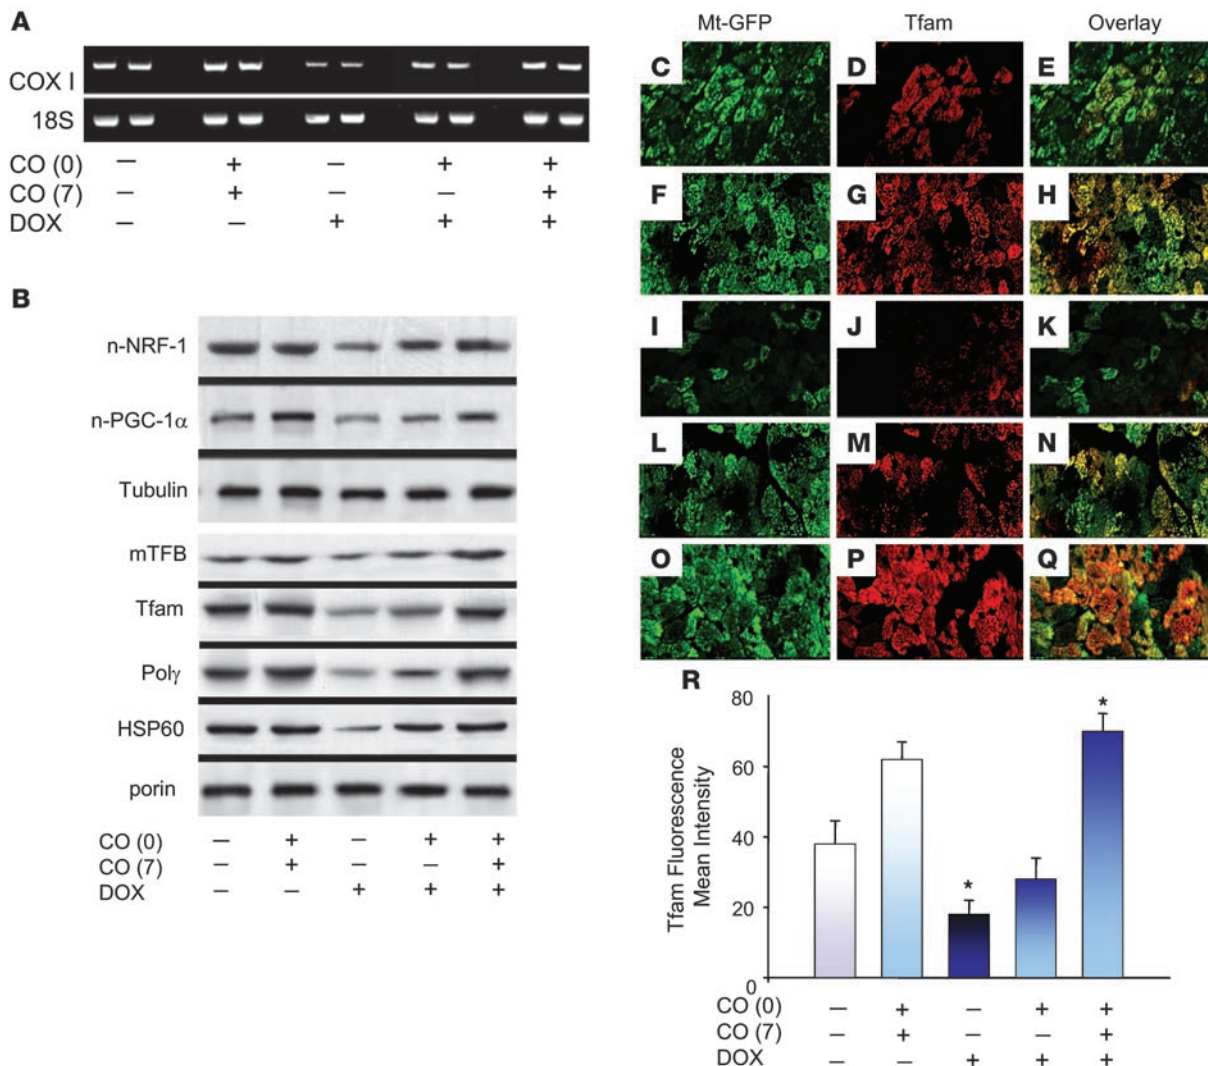 A
COX I
18S
CO (0) – + – + +
CO (7) – + – – +
DOX – – + + +
B
n-NRF-1
n-PGC-1α
Tubulin
mTFB
Tfam
Polγ
HSP60
porin
CO (0) – + – + +
CO (7) – + – – +
DOX – – + + +
Mt-GFP Tfam Overlay
C D E
F G H
I J K
L M N
O P Q
R
Tfam Fluorescence
Mean Intensity
80
60
40
20
0
* *
CO (0) – + – + +
CO (7) – + – – +
DOX – – + + +